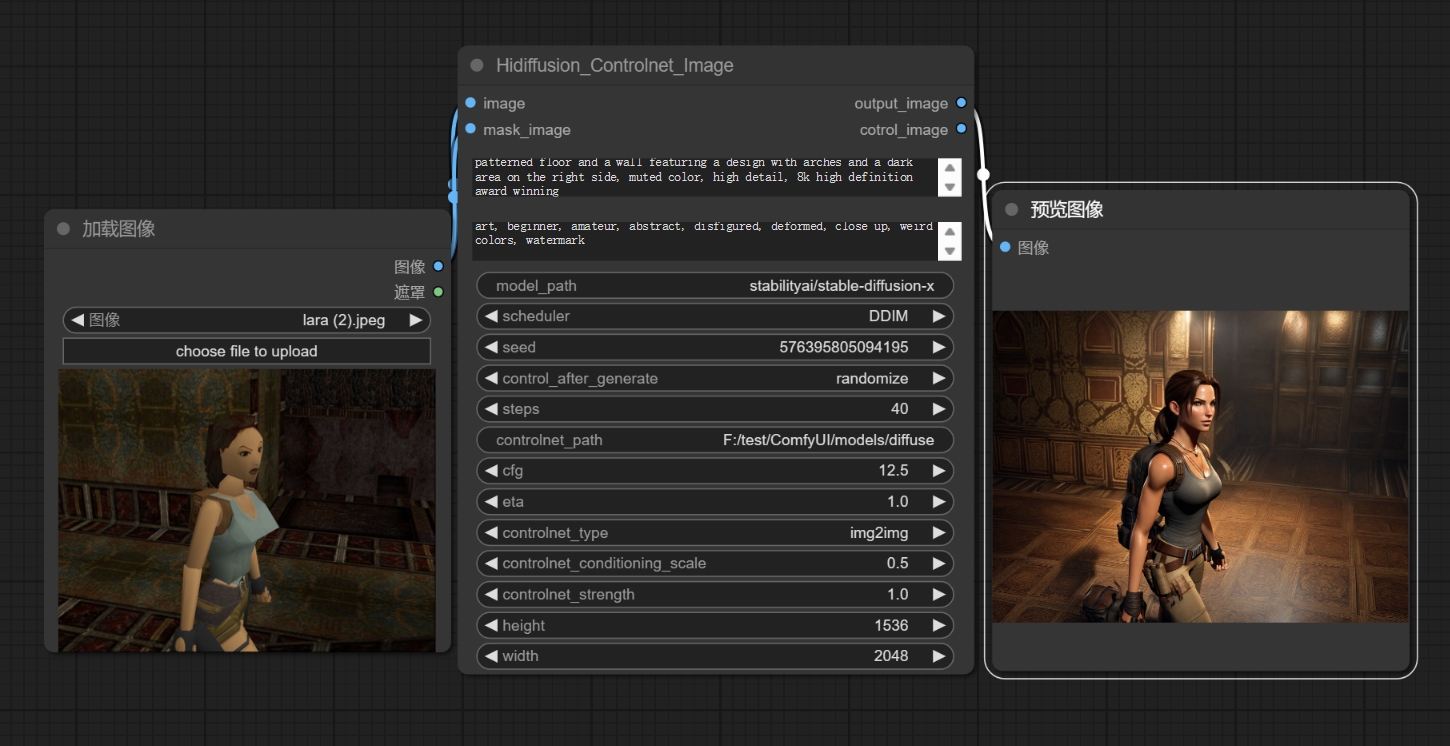 Hidiffusion_Controlnet_Image
image
output_image
mask_image
cotrol_image
patterned floor and a wall featuring a design with arches and a dark
area on the right side, muted color, high detail, 8k high definition
award winning
art, beginner, amateur, abstract, disfigured, deformed, close up, weird
colors, watermark
model_path stabilityai/stable-diffusion-x
scheduler DDIM
seed 576395805094195
control_after_generate randomize
steps 40
controlnet_path F:/test/ComfyUI/models/diffuse
cfg 12.5
eta 1.0
controlnet_type img2img
controlnet_conditioning_scale 0.5
controlnet_strength 1.0
height 1536
width 2048
加载图像
图像
遮罩
图像 lara (2).jpeg
choose file to upload
预览图像
图像